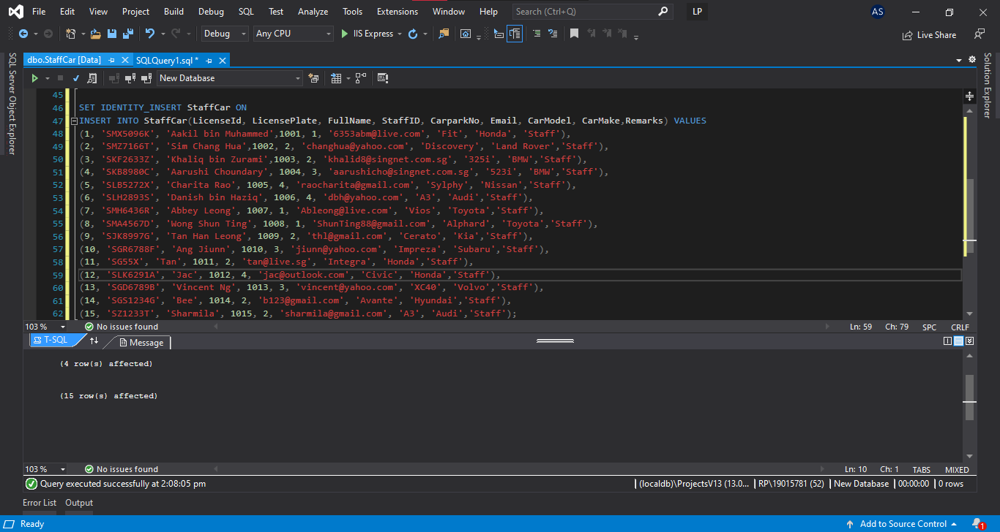 File Edit View Project Build Debug SQL Test Analyze Tools Extensions Window Help Search (Ctrl+Q) LP AS
Debug Any CPU IIS Express Live Share
SQL Server Object Explorer
Solution Explorer
dbo.StaffCar [Data] SQLQuery1.sql *
New Database
45
46 SET IDENTITY_INSERT StaffCar ON
47 INSERT INTO StaffCar(LicenseId, LicensePlate, FullName, StaffID, CarparkNo, Email, CarModel, CarMake,Remarks) VALUES
48 (1, 'SMX5096K', 'Aakil bin Muhammed',1001, 1, '6353abm@live.com', 'Fit', 'Honda', 'Staff'),
49 (2, 'SMZ7166T', 'Sim Chang Hua',1002, 2, 'changhua@yahoo.com', 'Discovery', 'Land Rover','Staff'),
50 (3, 'SKF2633Z', 'Khaliq bin Zurami',1003, 2, 'khalid8@singnet.com.sg', '325i', 'BMW','Staff'),
51 (4, 'SKB8980C', 'Aarushi Choundary', 1004, 3, 'aarushicho@singnet.com.sg', '523i', 'BMW','Staff'),
52 (5, 'SLB5272X', 'Charita Rao', 1005, 4, 'raocharita@gmail.com', 'Sylphy', 'Nissan','Staff'),
53 (6, 'SLH2893S', 'Danish bin Haziq', 1006, 4, 'dbh@yahoo.com', 'A3', 'Audi','Staff'),
54 (7, 'SMH6436R', 'Abbey Leong', 1007, 1, 'Ableong@live.com', 'Vios', 'Toyota','Staff'),
55 (8, 'SMA4567D', 'Wong Shun Ting', 1008, 1, 'ShunTing88@gmail.com', 'Alphard', 'Toyota','Staff'),
56 (9, 'SJK8997G', 'Tan Han Leong', 1009, 2, 'thl@gmail.com', 'Cerato', 'Kia','Staff'),
57 (10, 'SGR6788F', 'Ang Jiunn', 1010, 3, 'jiunn@yahoo.com', 'Impreza', 'Subaru','Staff'),
58 (11, 'SG55X', 'Tan', 1011, 2, 'tan@live.sg', 'Integra', 'Honda','Staff'),
59 (12, 'SLK6291A', 'Jac', 1012, 4, 'jac@outlook.com', 'Civic', 'Honda','Staff'),
60 (13, 'SGD6789B', 'Vincent Ng', 1013, 3, 'vincent@yahoo.com', 'XC40', 'Volvo','Staff'),
61 (14, 'SGS1234G', 'Bee', 1014, 2, 'b123@gmail.com', 'Avante', 'Hyundai','Staff'),
62 (15, 'SZ1233T', 'Sharmila', 1015, 2, 'sharmila@gmail.com', 'A3', 'Audi','Staff');
103 % No issues found Ln: 59 Ch: 79 SPC CRLF
T-SQL Message
(4 row(s) affected)
(15 row(s) affected)
103 % No issues found Ln: 10 Ch: 1 TABS MIXED
Query executed successfully at 2:08:05 pm (localdb)\ProjectsV13 (13.0... RP\19015781 (52) New Database 00:00:00 0 rows
Error List Output
Ready Add to Source Control 1